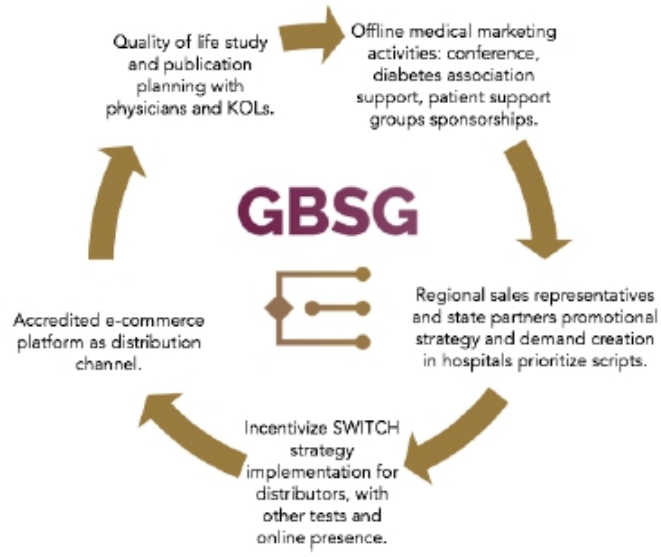 Quality of life study
and publication
planning with
physicians and KOLs.
Offline medical marketing
activities: conference,
diabetes association
support, patient support
groups sponsorships.
GBSG
Regional sales representatives
and state partners promotional
strategy and demand creation
in hospitals prioritize scripts.
Incentivize SWITCH
strategy
implementation for
distributors, with
other tests and
online presence.
Accredited e-commerce
platform as distribution
channel.